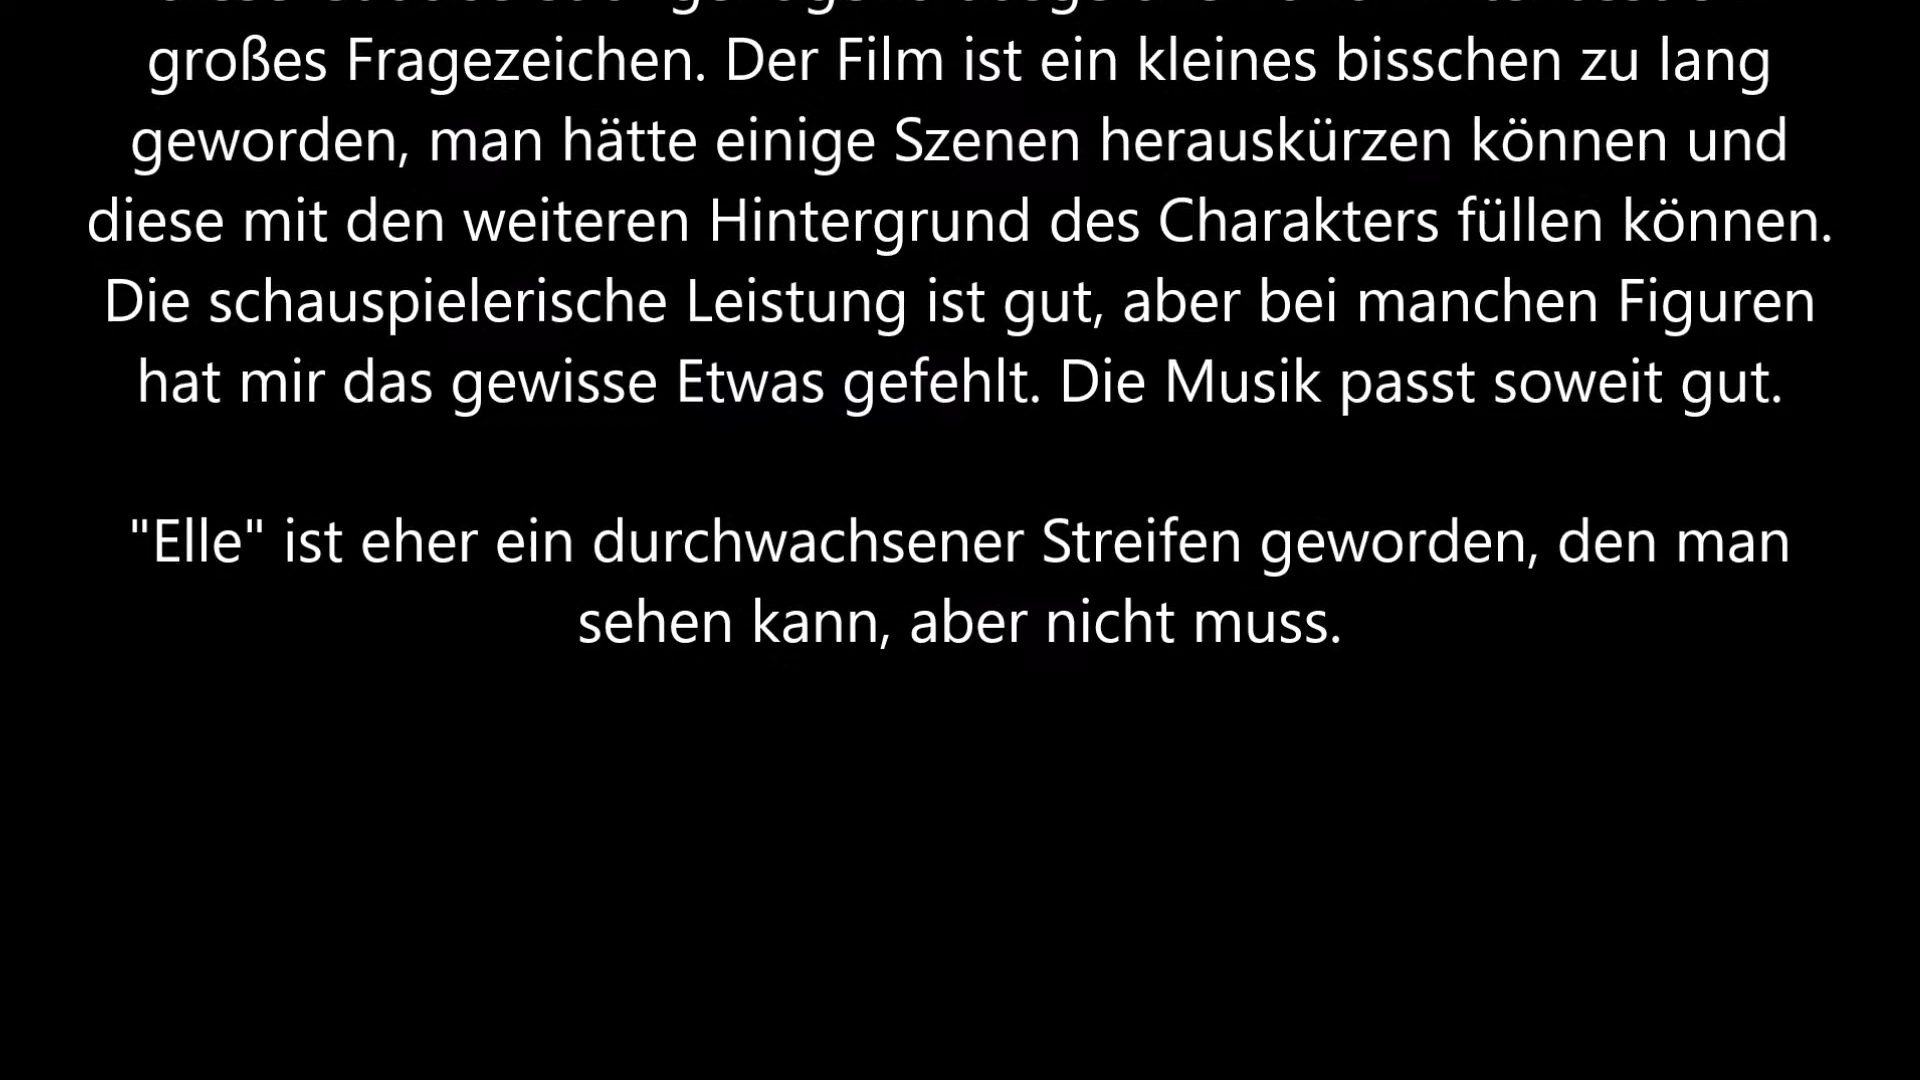 großes Fragezeichen. Der Film ist ein kleines bisschen zu lang
geworden, man hätte einige Szenen herauskürzen können und
diese mit den weiteren Hintergrund des Charakters füllen können.
Die schauspielerische Leistung ist gut, aber bei manchen Figuren
hat mir das gewisse Etwas gefehlt. Die Musik passt soweit gut.
"Elle" ist eher ein durchwachsener Streifen geworden, den man
sehen kann, aber nicht muss.